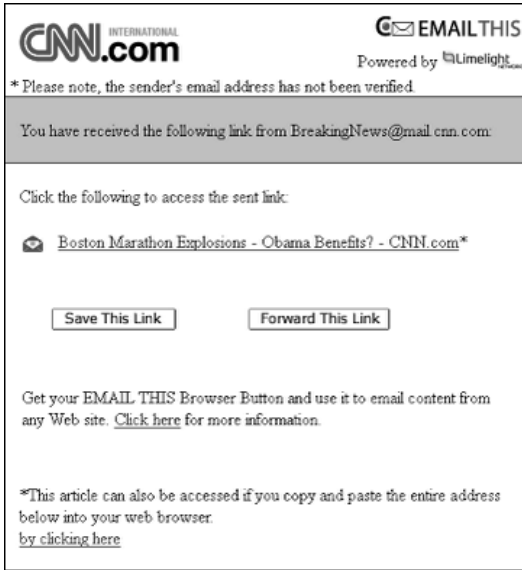 CNN.com INTERNATIONAL
EMAIL THIS
Powered by Limelight
* Please note, the sender's email address has not been verified.
You have received the following link from BreakingNews@mail.cnn.com:
Click the following to access the sent link:
Boston Marathon Explosions - Obama Benefits? - CNN.com*
Save This Link
Forward This Link
Get your EMAIL THIS Browser Button and use it to email content from
any Web site. Click here for more information.
*This article can also be accessed if you copy and paste the entire address
below into your web browser.
by clicking here